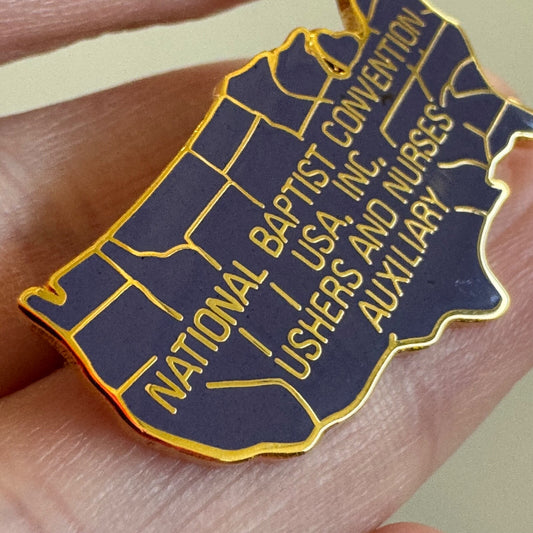 NATIONAL BAPTIST CONVENTION
USA. INC.
USHERS AND NURSES
AUXILIARY